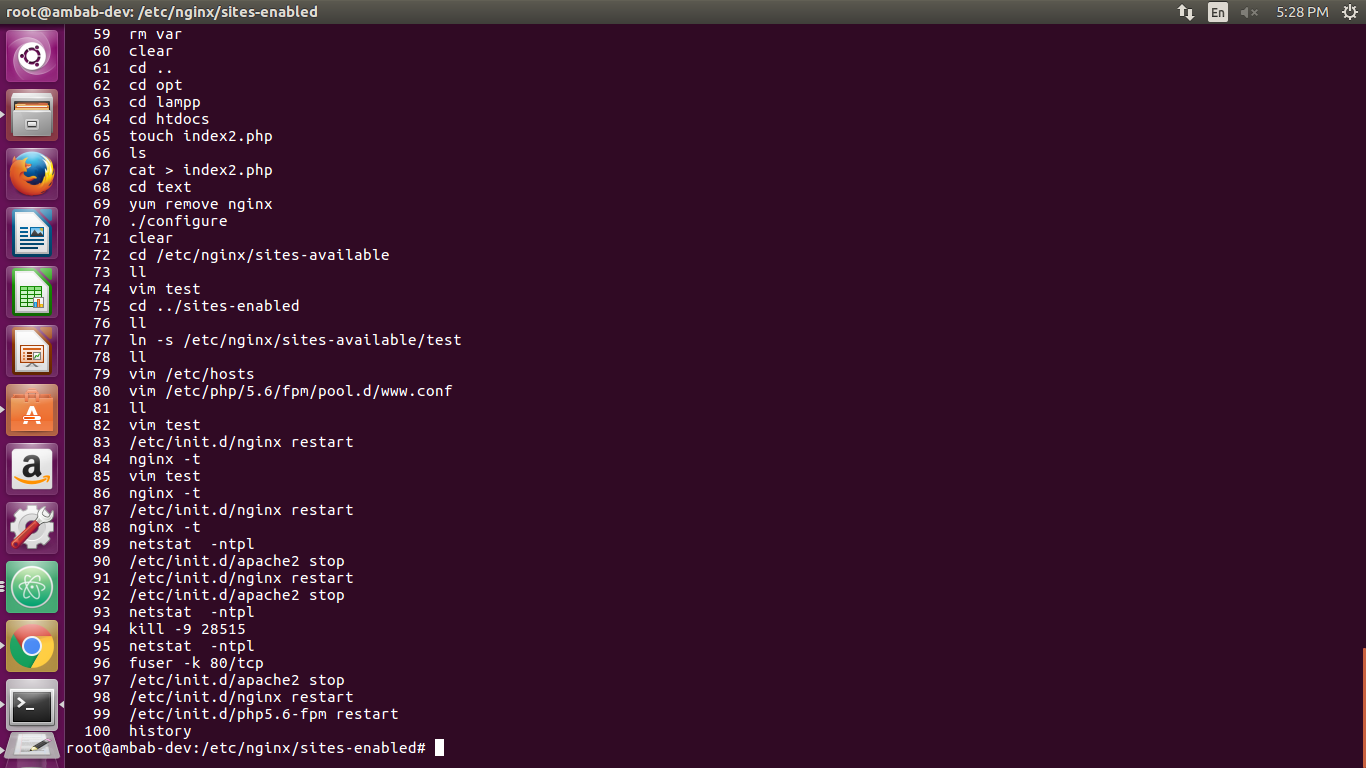 root@ambab-dev: /etc/nginx/sites-enabled
En
5:28 PM
59 rm var
60 clear
61 cd ..
62 cd opt
63 cd lampp
64 cd htdocs
65 touch index2.php
66 ls
67 cat > index2.php
68 cd text
69 yum remove nginx
70 ./configure
71 clear
72 cd /etc/nginx/sites-available
73 ll
74 vim test
75 cd ../sites-enabled
76 ll
77 ln -s /etc/nginx/sites-available/test
78 ll
79 vim /etc/hosts
80 vim /etc/php/5.6/fpm/pool.d/www.conf
81 ll
82 vim test
83 /etc/init.d/nginx restart
84 nginx -t
85 vim test
86 nginx -t
87 /etc/init.d/nginx restart
88 nginx -t
89 netstat  -ntpl
90 /etc/init.d/apache2 stop
91 /etc/init.d/nginx restart
92 /etc/init.d/apache2 stop
93 netstat  -ntpl
94 kill -9 28515
95 netstat  -ntpl
96 fuser -k 80/tcp
97 /etc/init.d/apache2 stop
98 /etc/init.d/nginx restart
99 /etc/init.d/php5.6-fpm restart
100 history
root@ambab-dev:/etc/nginx/sites-enabled#